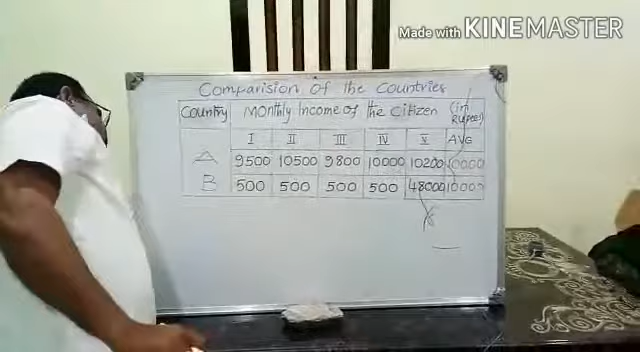 Made with KINEMASTER
Comparision of the countries
Country Monthly Income of the Citizen (in Rupees)
I II III IV V AVG
A 9500 10500 9800 10000 10200 10000
B 500 500 500 500 48000 10000